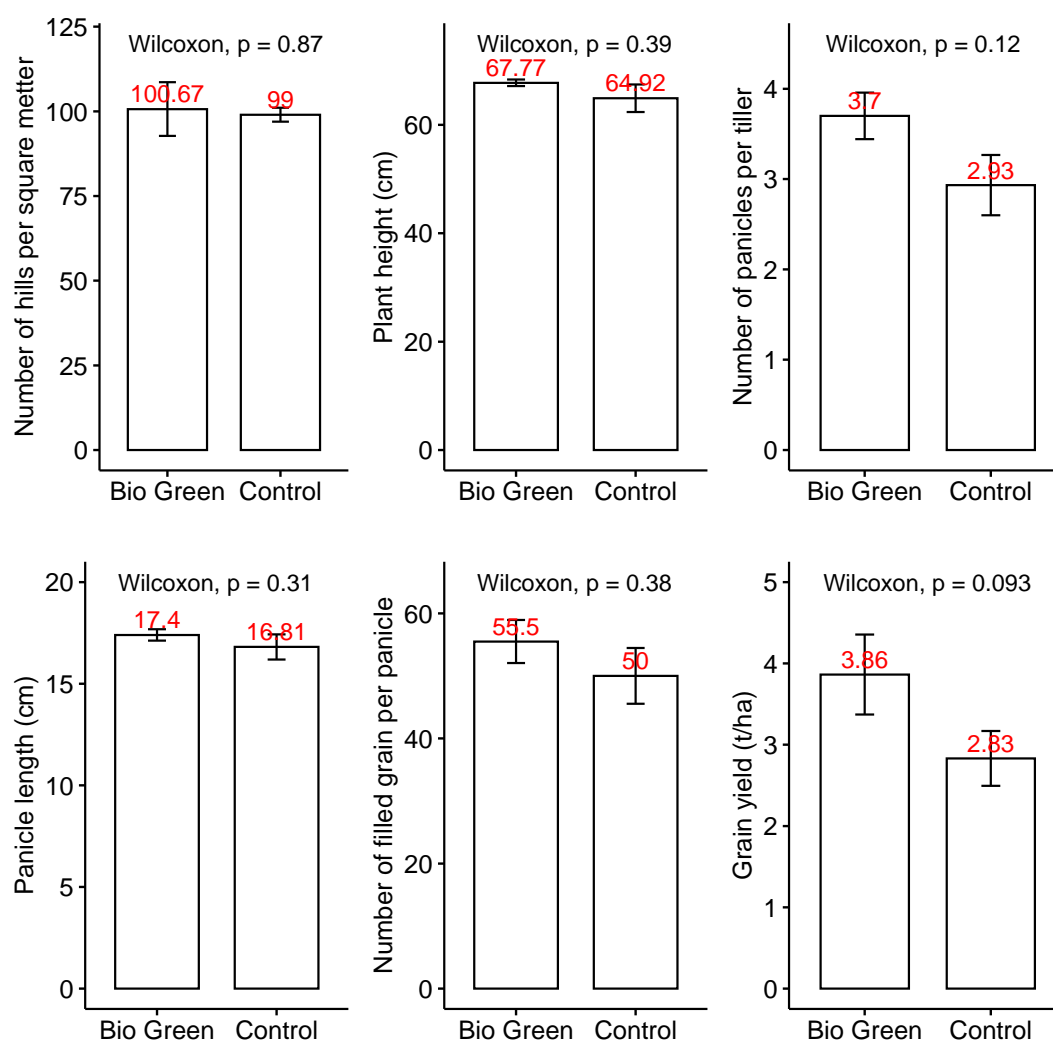 Number of hills per square metter
125
100
75
50
25
0
Wilcoxon, p = 0.87
100.67
99
Bio Green
Control
Plant height (cm)
60
40
20
0
Wilcoxon, p = 0.39
67.77
64.92
Bio Green
Control
Number of panicles per tiller
4
3
2
1
0
Wilcoxon, p = 0.12
3.7
2.93
Bio Green
Control
Panicle length (cm)
20
15
10
5
0
Wilcoxon, p = 0.31
17.4
16.81
Bio Green
Control
Number of filled grain per panicle
60
40
20
0
Wilcoxon, p = 0.38
55.5
50
Bio Green
Control
Grain yield (t/ha)
5
4
3
2
1
0
Wilcoxon, p = 0.093
3.86
2.83
Bio Green
Control